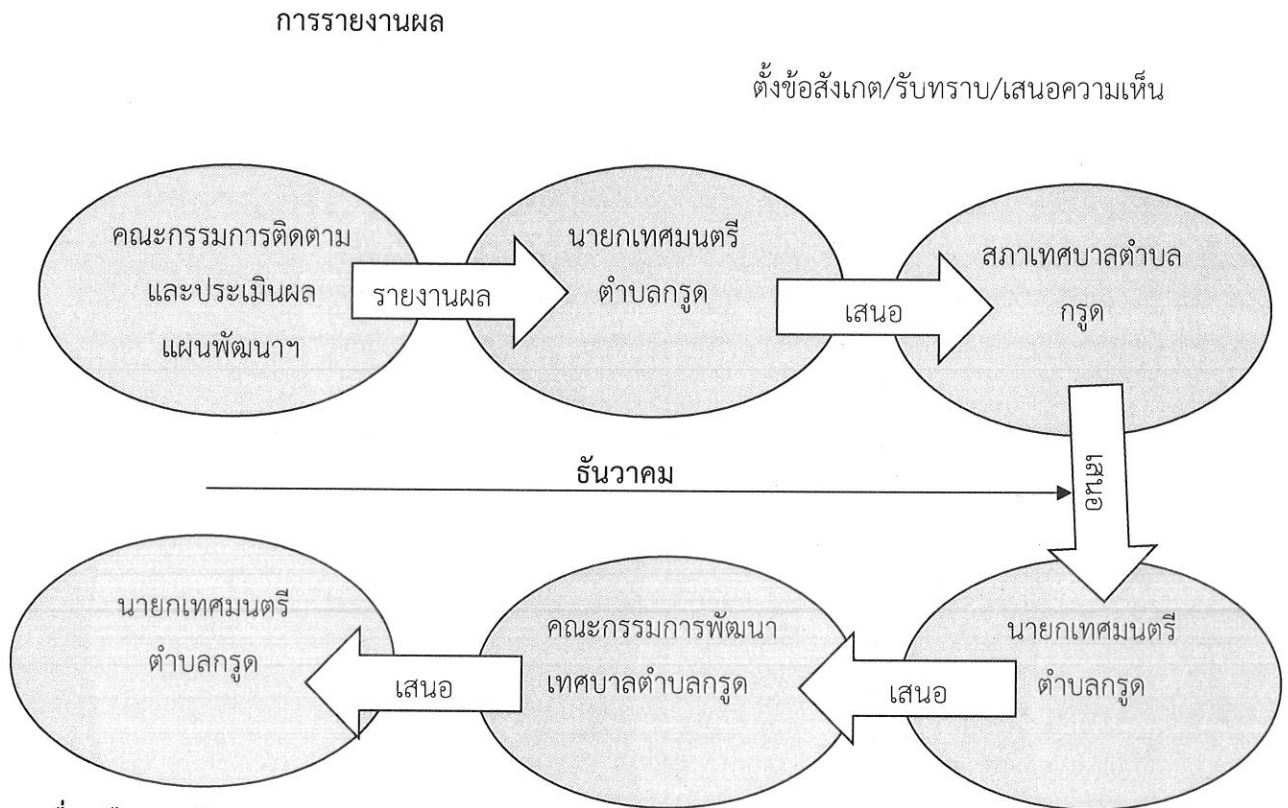 การรายงานผล
ตั้งข้อสังเกต/รับทราบ/เสนอความเห็น
คณะกรรมการติดตาม
และประเมินผล
แผนพัฒนาฯ
รายงานผล
นายกเทศมนตรี
ตำบลกรูด
เสนอ
สภาเทศบาลตำบล
กรูด
เสนอ
ธันวาคม
นายกเทศมนตรี
ตำบลกรูด
เสนอ
คณะกรรมการพัฒนา
เทศบาลตำบลกรูด
เสนอ
นายกเทศมนตรี
ตำบลกรูด